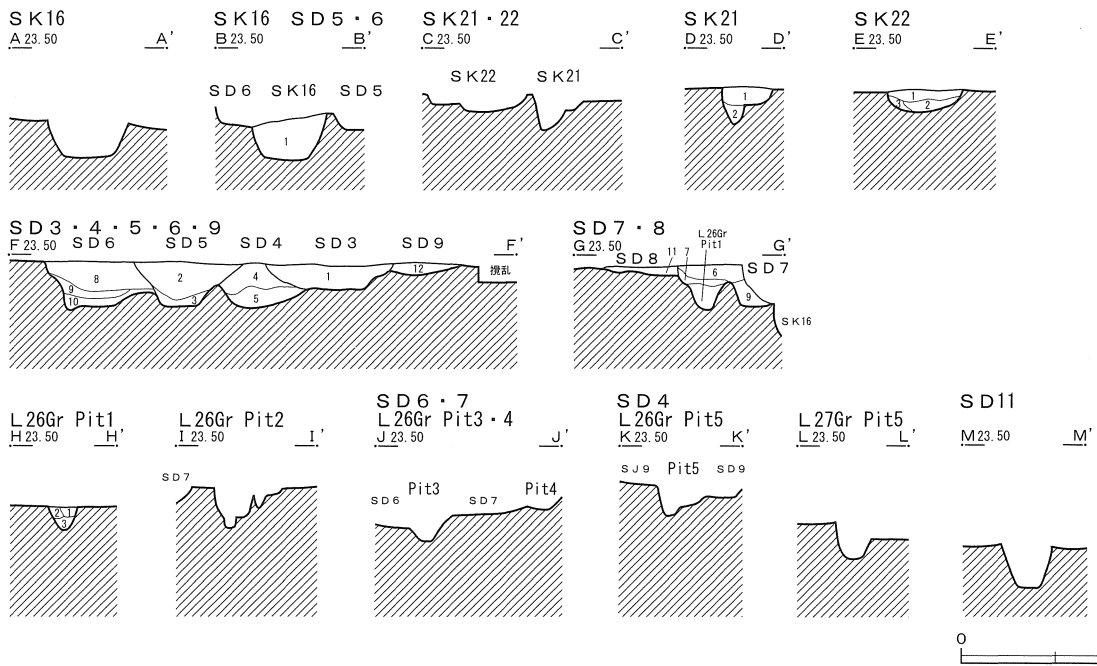 SK16
A 23.50 A'
SK16 SD5・6
B 23.50 B'
SD6 SK16 SD5
1
SK21・22
C 23.50 C'
SK22 SK21
SK21
D 23.50 D'
1
2
SK22
E 23.50 E'
1
3 2
SD3・4・5・6・9
F 23.50 F'
SD6 SD5 SD4 SD3 SD9
8 2 4 1 12 撹乱
9
10 3 5
SD7・8
G 23.50 G'
L26Gr
Pit1
SD8 11 7 6 SD7
9
SK16
L26Gr Pit1
H 23.50 H'
2 1
3
L26Gr Pit2
I 23.50 I'
SD7
SD6・7
L26Gr Pit3・4
J 23.50 J'
SD6 Pit3 SD7 Pit4
SD4
L26Gr Pit5
K 23.50 K'
SJ9 Pit5 SD9
L27Gr Pit5
L 23.50 L'
SD11
M 23.50 M'
0